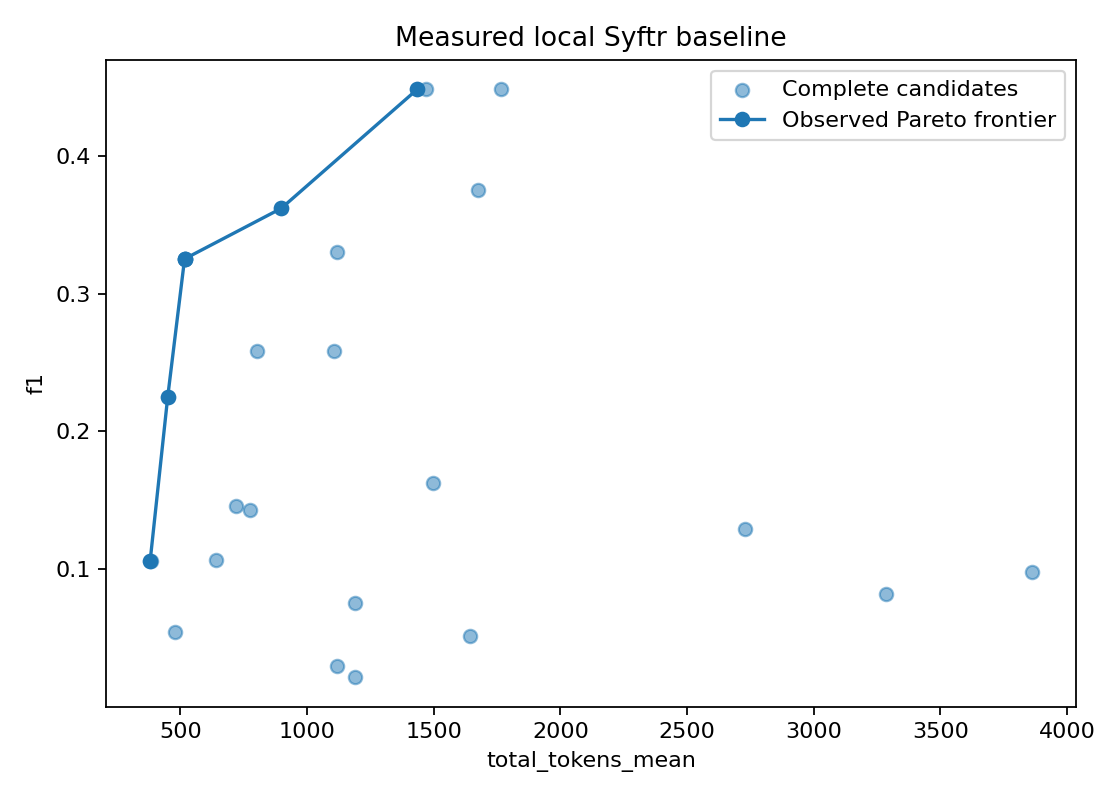 Measured local Syftr baseline
Complete candidates
Observed Pareto frontier
0.4
0.3
0.2
0.1
f1
500
1000
1500
2000
2500
3000
3500
4000
total_tokens_mean